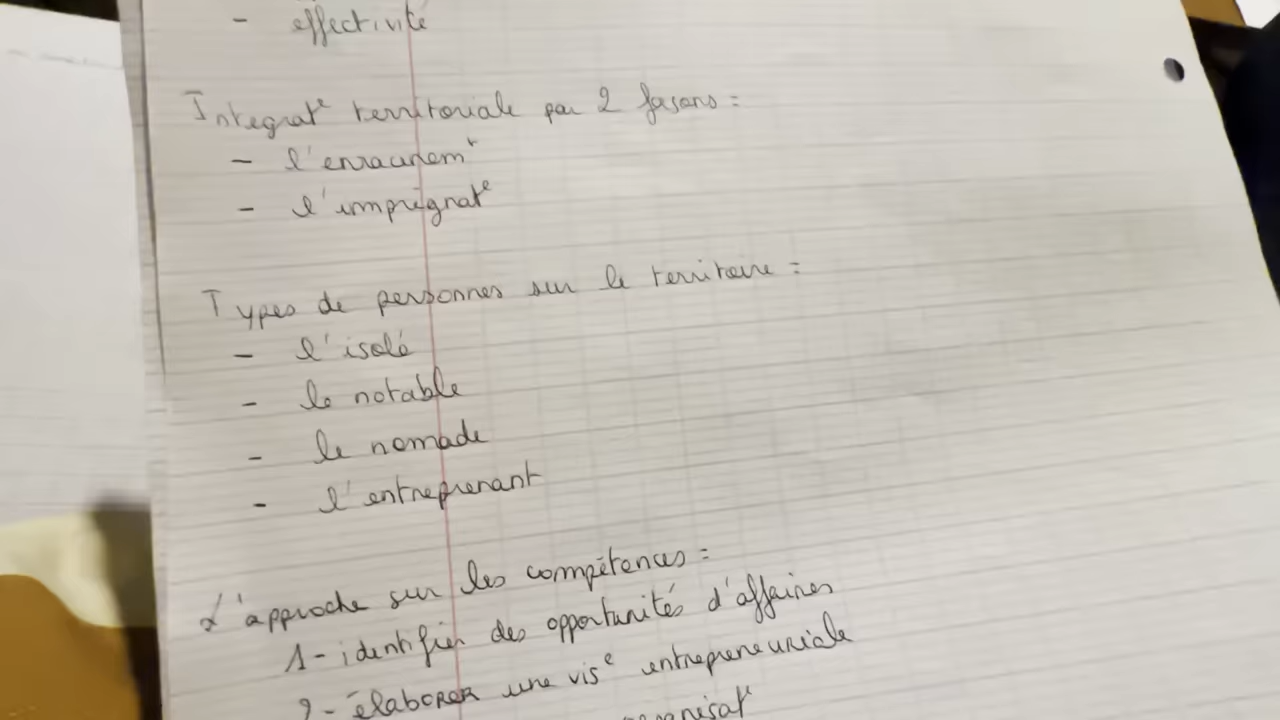 - effectivité
Intégratᵉ territoriale par 2 façons :
- l'enracinemᵗ
- l'imprégnatᵉ
Types de personnes sur le territoire :
- l'isolé
- le notable
- le nomade
- l'entreprenant
L'approche sur les compétences :
1- identifier des opportunités d'affaires
2- élaborer une visᵉ entrepreneuriale